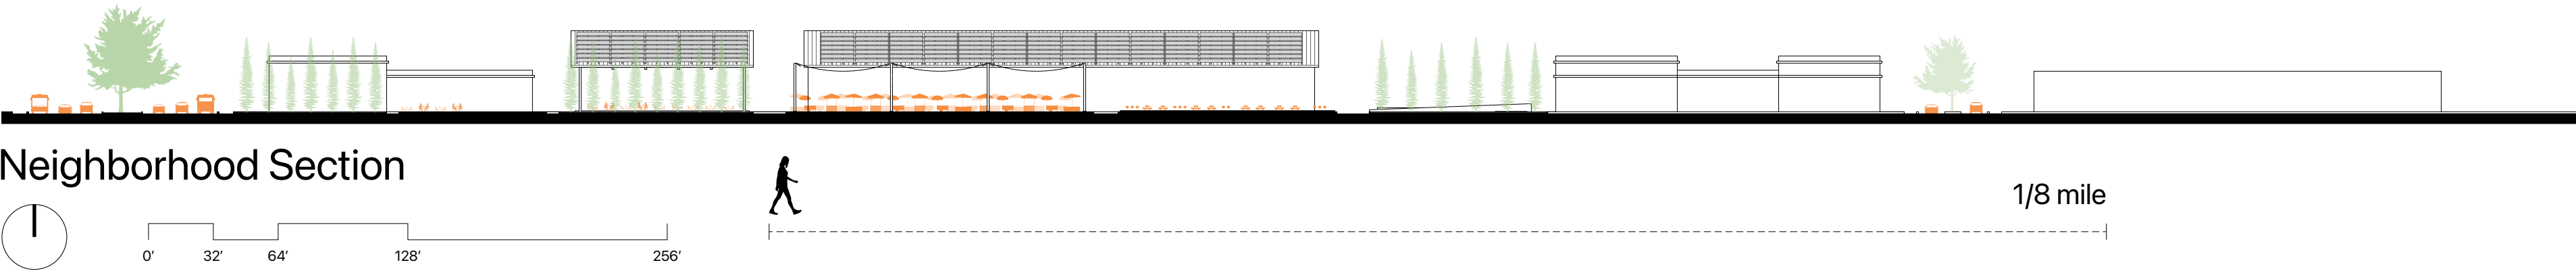 Neighborhood Section
1/8 mile
0’ 32’ 64’ 128’ 256’